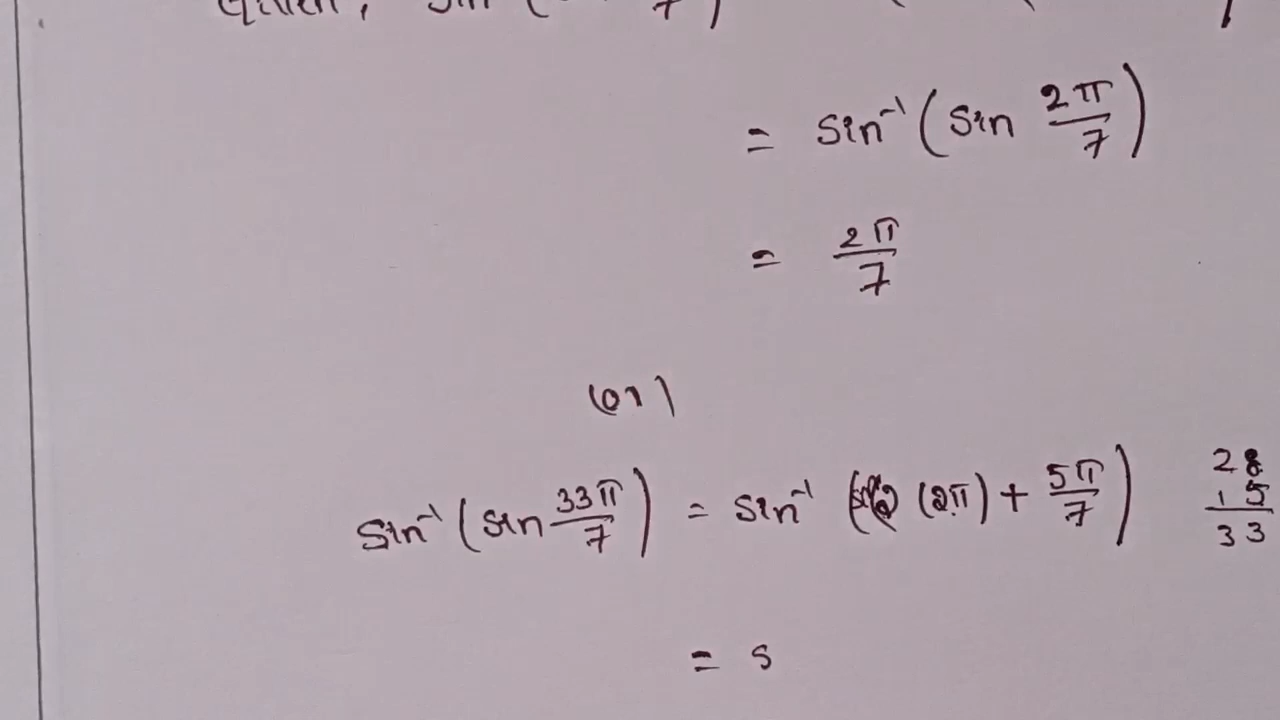 = sin⁻¹ (sin 2π/7)
= 2π/7
(or)
sin⁻¹ (sin 33π/7) = sin⁻¹ ( 2 (2π) + 5π/7 )
28
15
33
= s